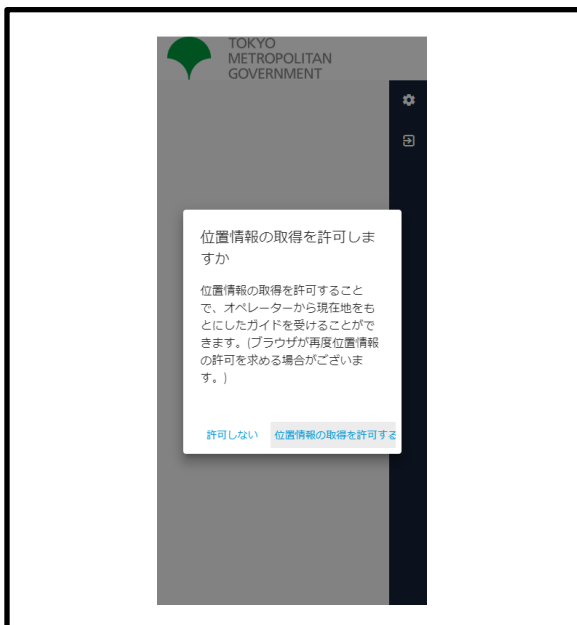 TOKYO
METROPOLITAN
GOVERNMENT
位置情報の取得を許可しま
すか
位置情報の取得を許可すること
で、オペレーターから現在地をも
とにしたガイドを受けることがで
きます。(ブラウザが再度位置情報
の許可を求める場合がございま
す。)
許可しない 位置情報の取得を許可する